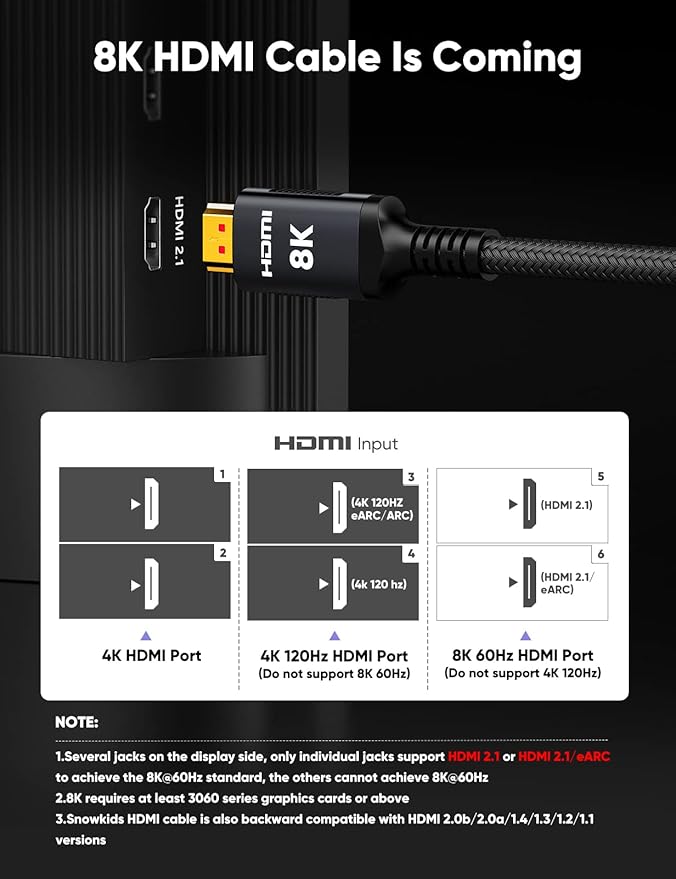 8K HDMI Cable Is Coming
HDMI 2.1
HDMI
8K
HDMI Input
1
3
5
(4K 120HZ
eARC/ARC)
(HDMI 2.1)
2
4
6
(4k 120 hz)
(HDMI 2.1/
eARC)
4K HDMI Port
4K 120Hz HDMI Port
(Do not support 8K 60Hz)
8K 60Hz HDMI Port
(Do not support 4K 120Hz)
NOTE:
1.Several jacks on the display side, only individual jacks support HDMI 2.1 or HDMI 2.1/eARC
to achieve the 8K@60Hz standard, the others cannot achieve 8K@60Hz
2.8K requires at least 3060 series graphics cards or above
3.Snowkids HDMI cable is also backward compatible with HDMI 2.0b/2.0a/1.4/1.3/1.2/1.1
versions